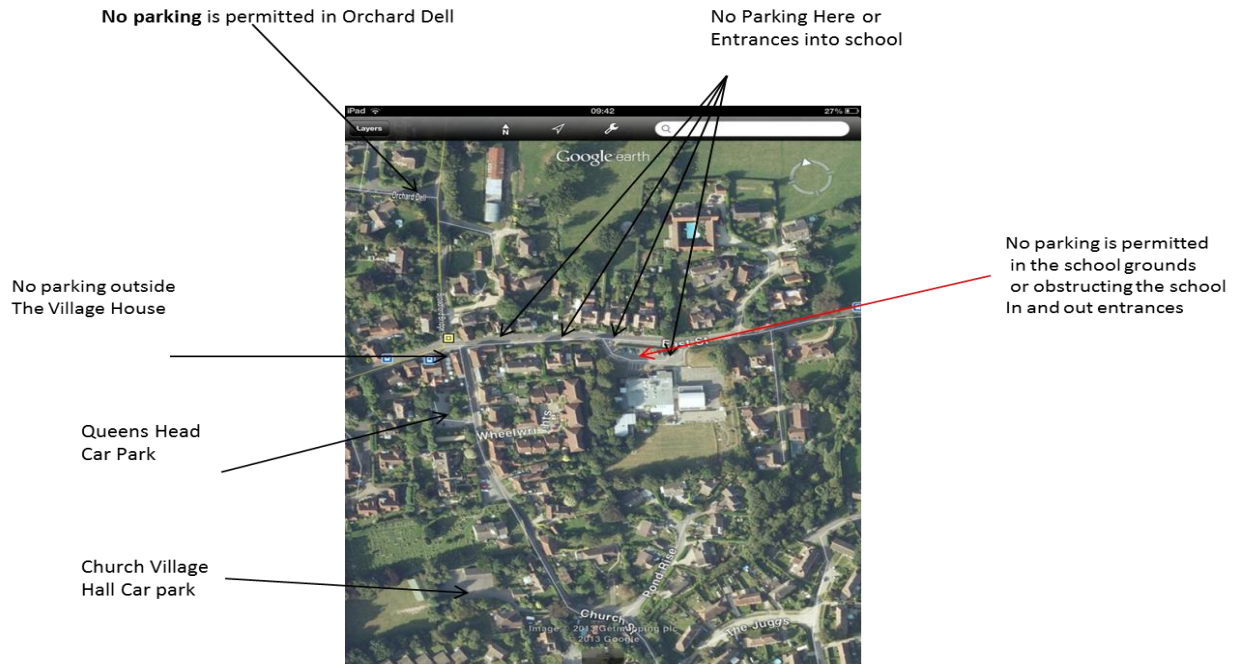 No parking is permitted in Orchard Dell
No Parking Here or
Entrances into school
iPad
09:42
27%
Layers
N
Google earth
Orchard Dell
No parking is permitted
in the school grounds
or obstructing the school
In and out entrances
No parking outside
The Village House
East St
Queens Head
Car Park
Wheelwrights
Church Village
Hall Car park
Pond Rise
Church S
The Juggs
Image © 2013 Getmapping plc
© 2013 Google